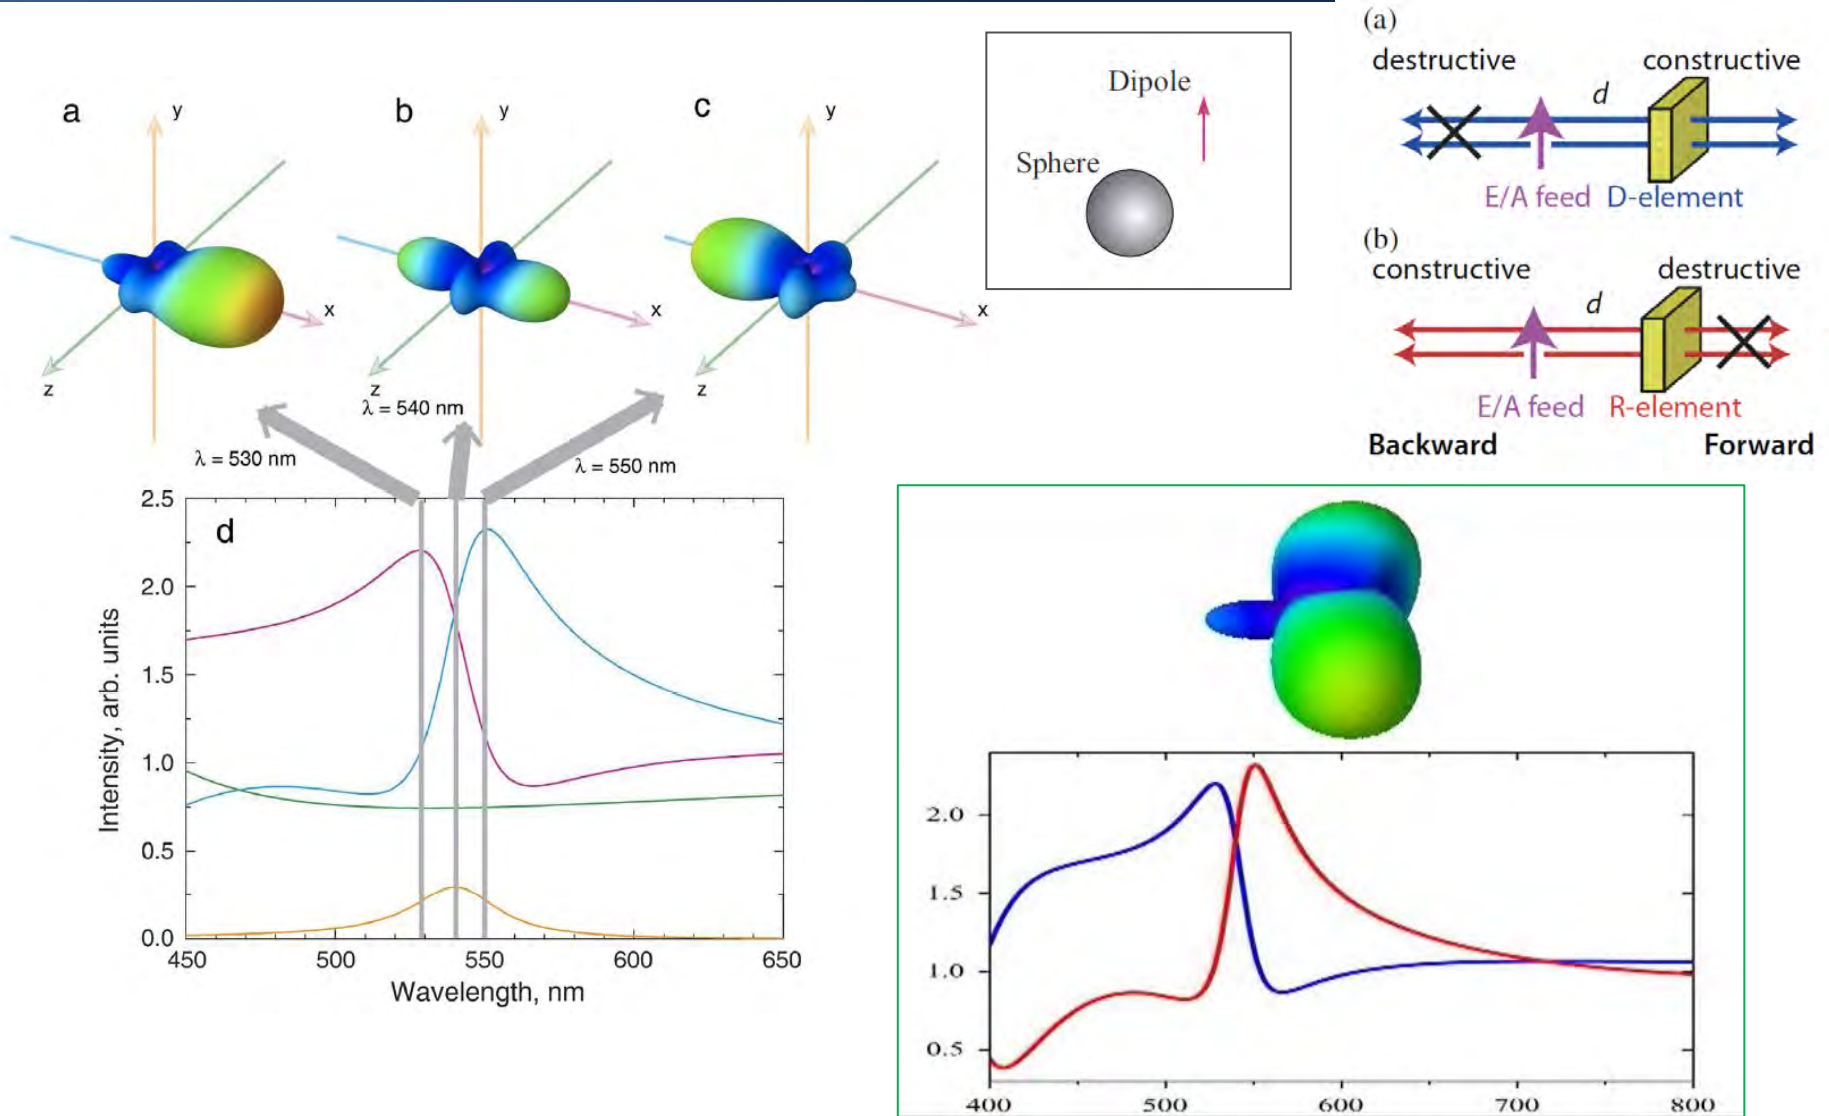 a
y
x
z
b
y
x
z
c
y
x
z
λ = 530 nm
λ = 540 nm
λ = 550 nm
d
2.5
2.0
1.5
1.0
0.5
0.0
450
500
550
600
650
Intensity, arb. units
Wavelength, nm
Dipole
Sphere
(a)
destructive
constructive
d
E/A feed
D-element
(b)
constructive
destructive
d
E/A feed
R-element
Backward
Forward
2.0
1.5
1.0
0.5
400
500
600
700
800